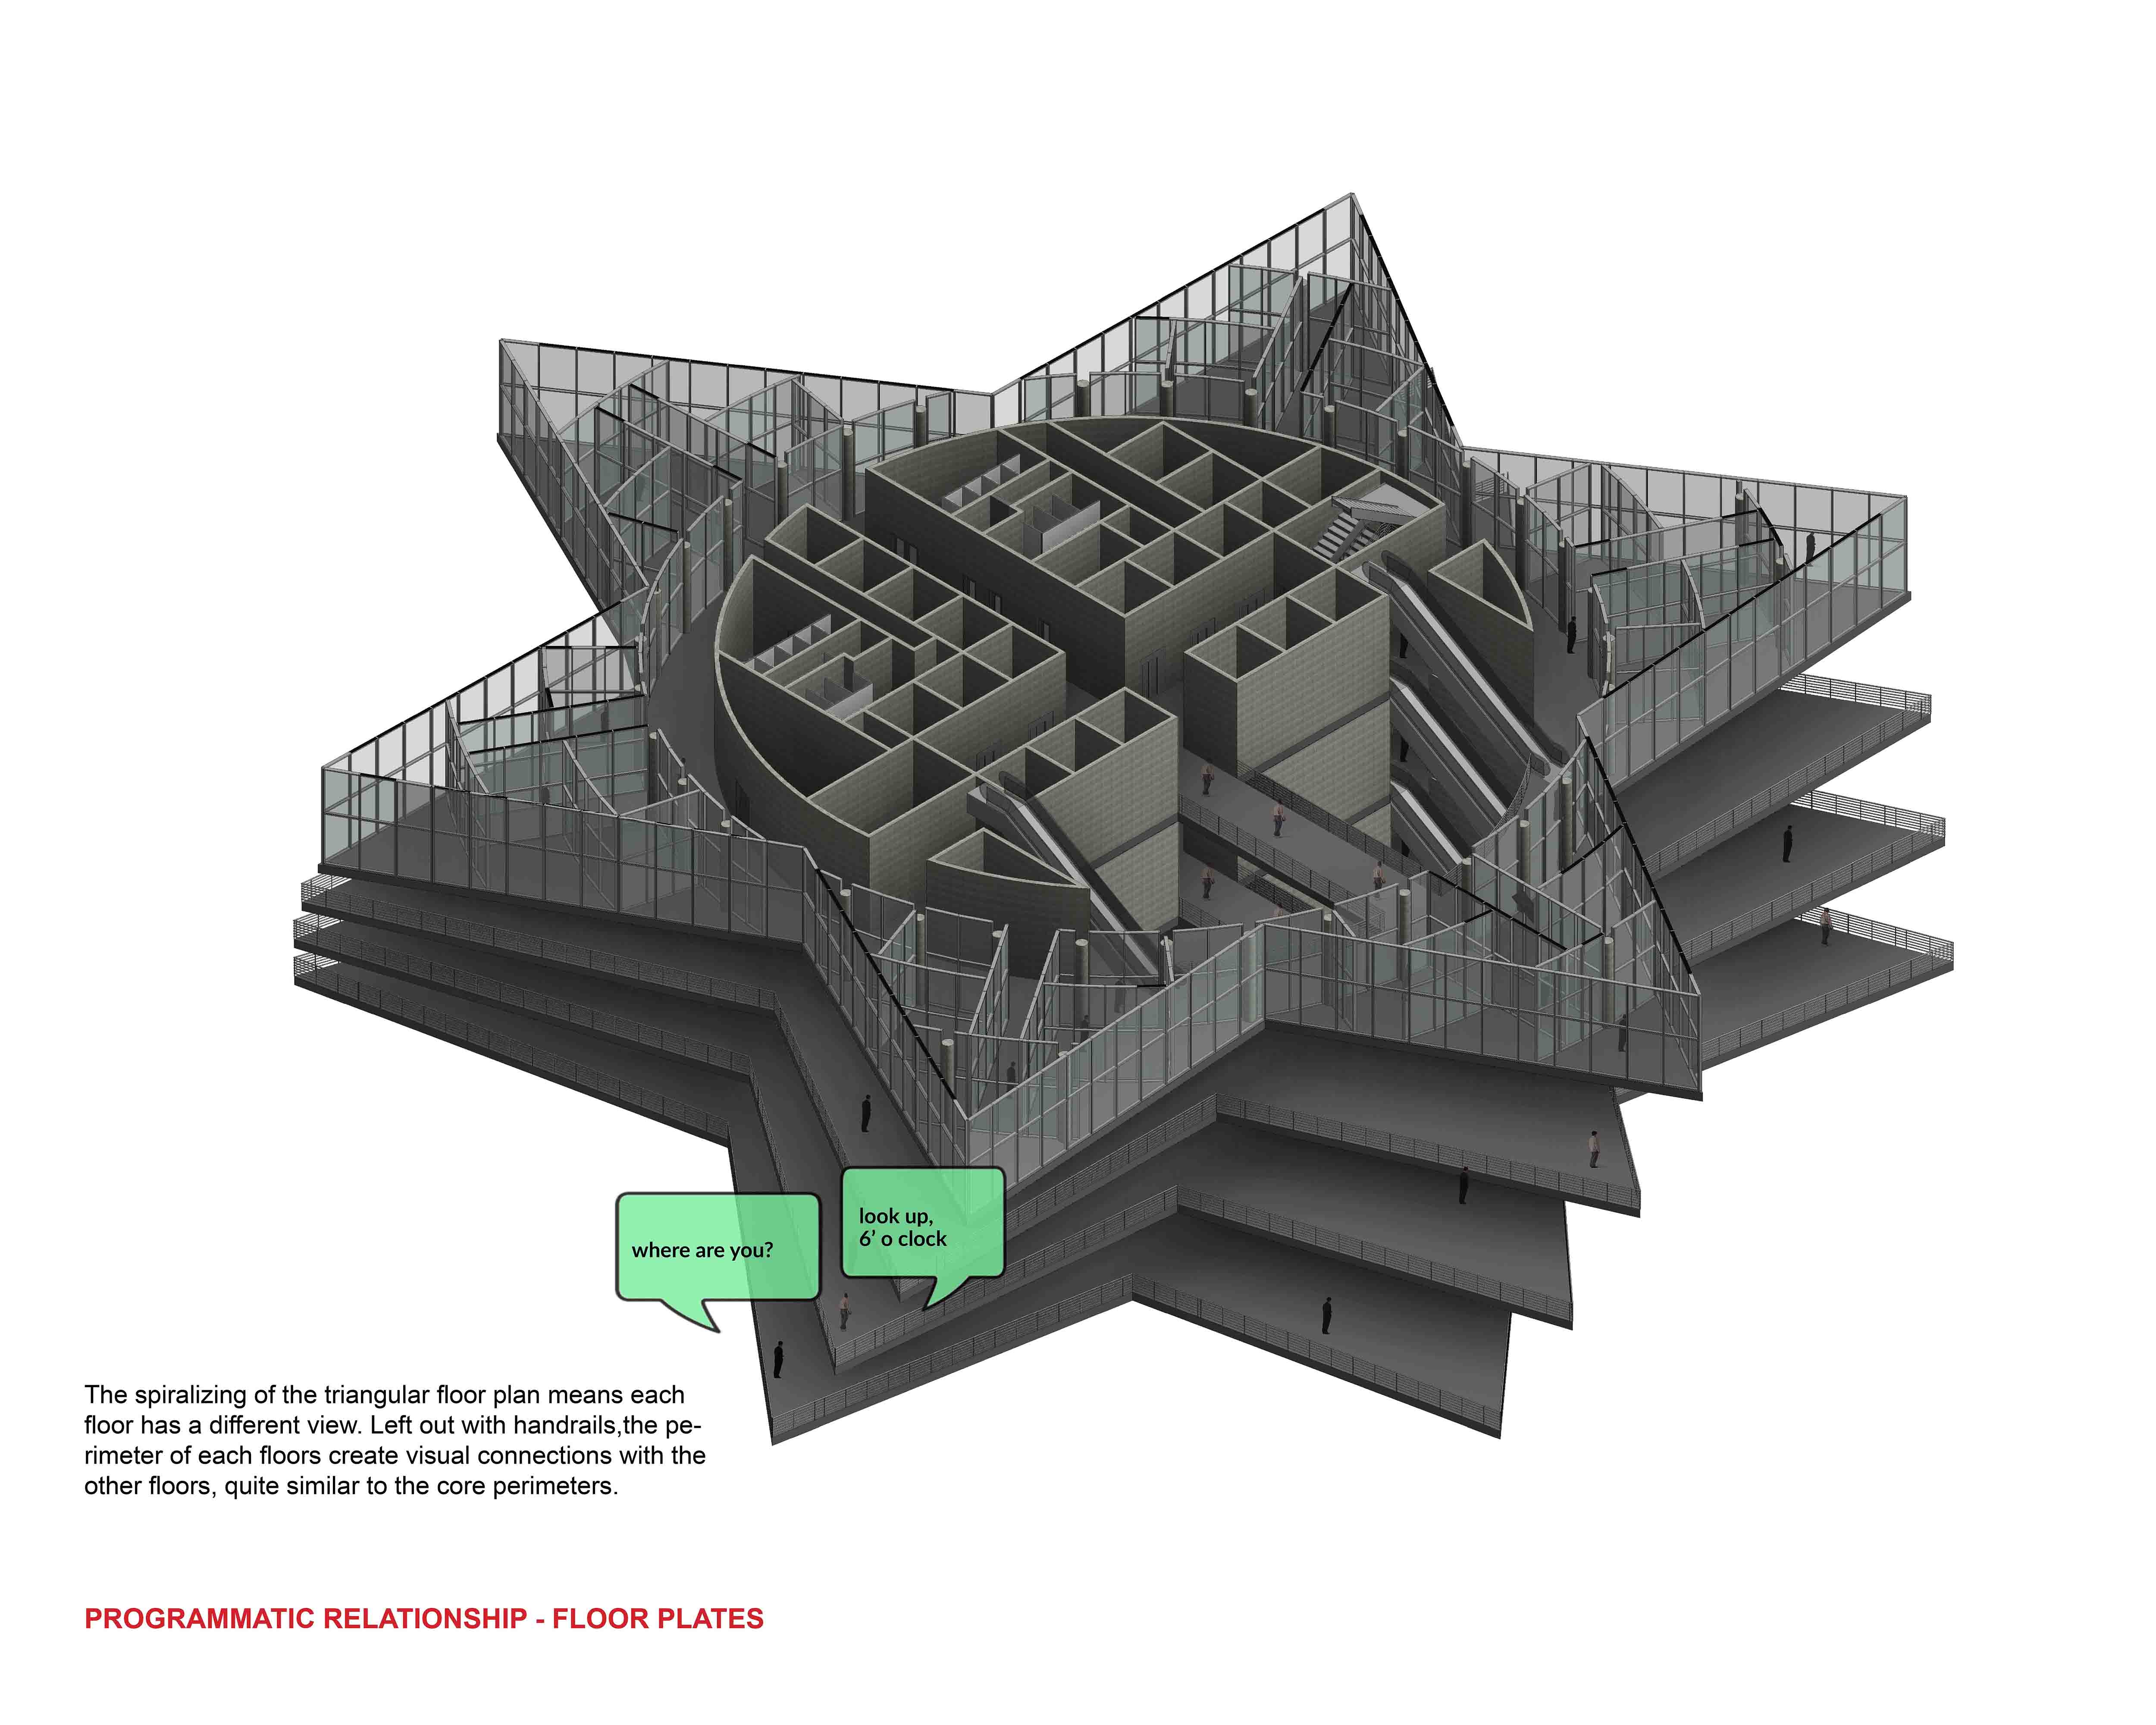 look up,
6' o clock
where are you?
The spiralizing of the triangular floor plan means each
floor has a different view. Left out with handrails,the pe-
rimeter of each floors create visual connections with the
other floors, quite similar to the core perimeters.
PROGRAMMATIC RELATIONSHIP - FLOOR PLATES